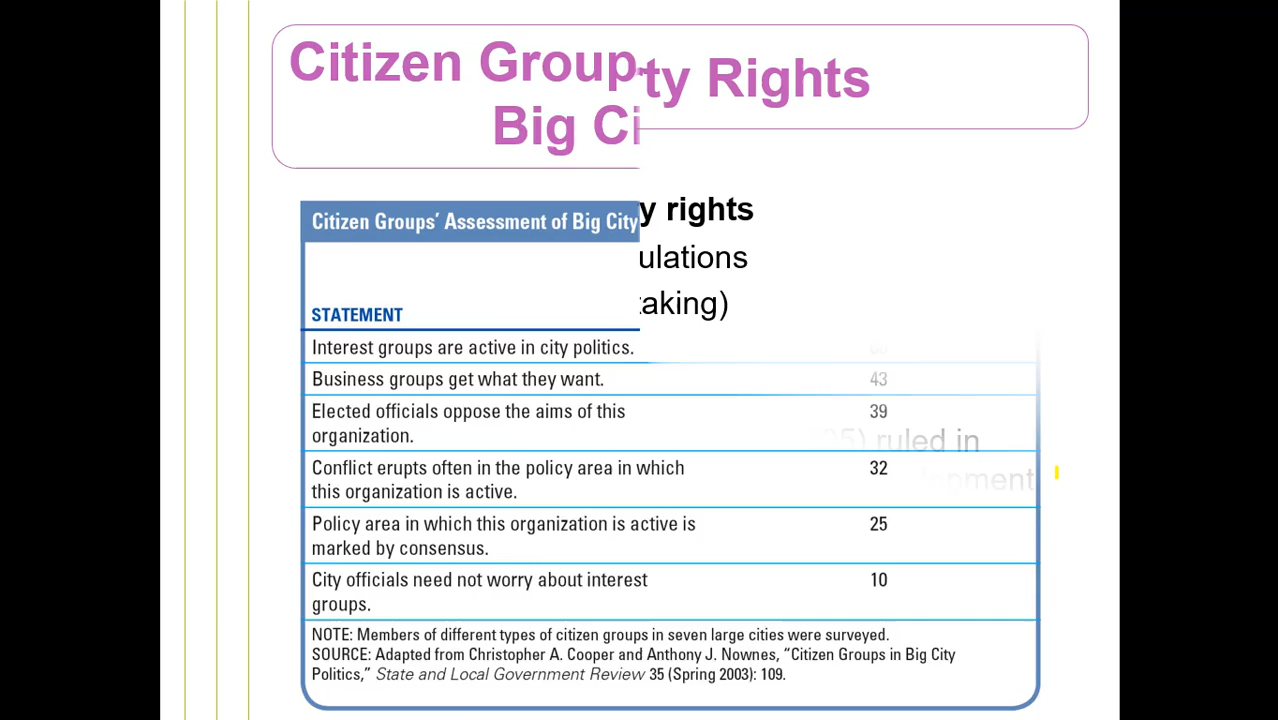 Citizen Group
ty Rights
Big Ci
Citizen Groups’ Assessment of Big City
y rights
ulations
taking)
STATEMENT
Interest groups are active in city politics.
Business groups get what they want. 43
Elected officials oppose the aims of this 39
organization.
ruled in
Conflict erupts often in the policy area in which 32
this organization is active.
opment
Policy area in which this organization is active is 25
marked by consensus.
City officials need not worry about interest 10
groups.
NOTE: Members of different types of citizen groups in seven large cities were surveyed.
SOURCE: Adapted from Christopher A. Cooper and Anthony J. Nownes, “Citizen Groups in Big City
Politics,” State and Local Government Review 35 (Spring 2003): 109.